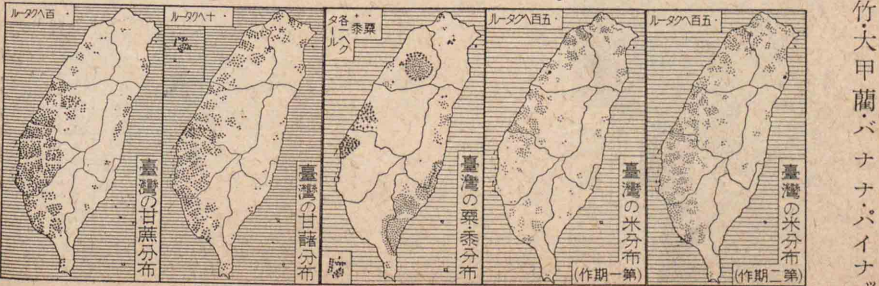 竹・大甲藺・バナナ・パイナ
・五百ヘクタール
臺灣の米分布
(第二期作)
・五百ヘクタール
臺灣の米分布
(第一期作)
粟
黍
各一ヘク
タール
臺灣の粟・黍分布
・十ヘクタール
臺灣の甘藷分布
・百ヘクタール
臺灣の甘蔗分布